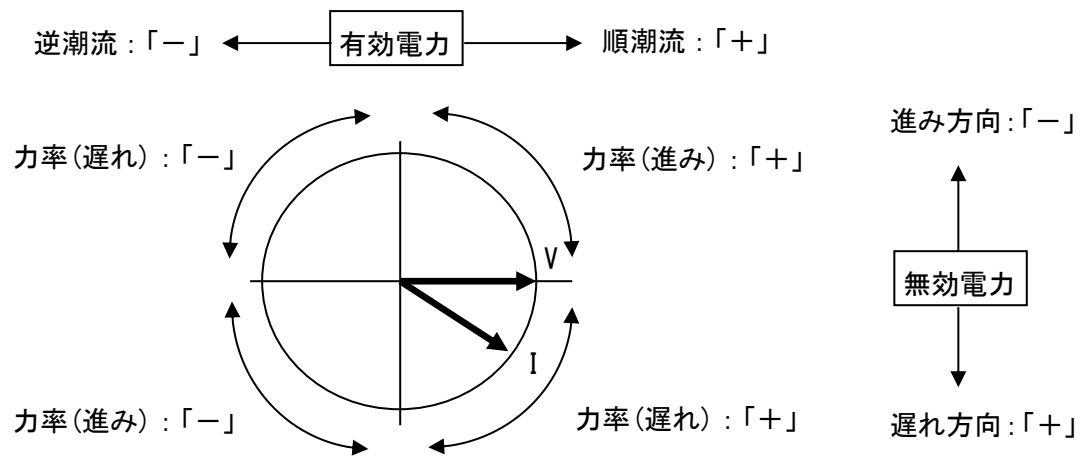 逆潮流：「－」
有効電力
順潮流：「＋」
進み方向：「－」
力率（遅れ）：「－」
力率（進み）：「＋」
V
無効電力
I
力率（進み）：「－」
力率（遅れ）：「＋」
遅れ方向：「＋」